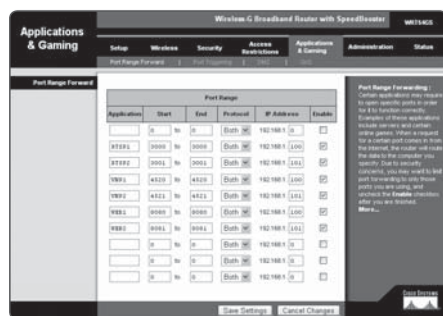 Wireless-G Broadband Router with SpeedBooster WRT54GS
Applications & Gaming
Setup Wireless Security Access Restrictions Applications & Gaming Administration Status
Port Range Forward | Port Triggering | DMZ | QoS
Port Range Forward
Port Range
Application Start End Protocol IP Address Enable
0 to 0 Both 192.168.1. 0
3000 to 3000 Both 192.168.1. 100
3001 to 3001 Both 192.168.1. 101
4520 to 4520 Both 192.168.1. 100
4521 to 4521 Both 192.168.1. 101
to Both 192.168.1. 100
to Both 192.168.1. 101
0 to 0 Both 192.168.1. 0
0 to 0 Both 192.168.1. 0
0 to 0 Both 192.168.1. 0
Port Range Forwarding :
Certain applications may require
to open specific ports in order
for it to function correctly.
Examples of these applications
include servers and certain
online games. When a request
for a certain port comes in from
the internet, the router will route
the data to the computer you
specify. Due to security
concerns, you may want to limit
port forwarding to only those
ports you are using, and
uncheck the Enable checkbox
after you are finished.
More...
Save Settings Cancel Changes
Cisco Systems